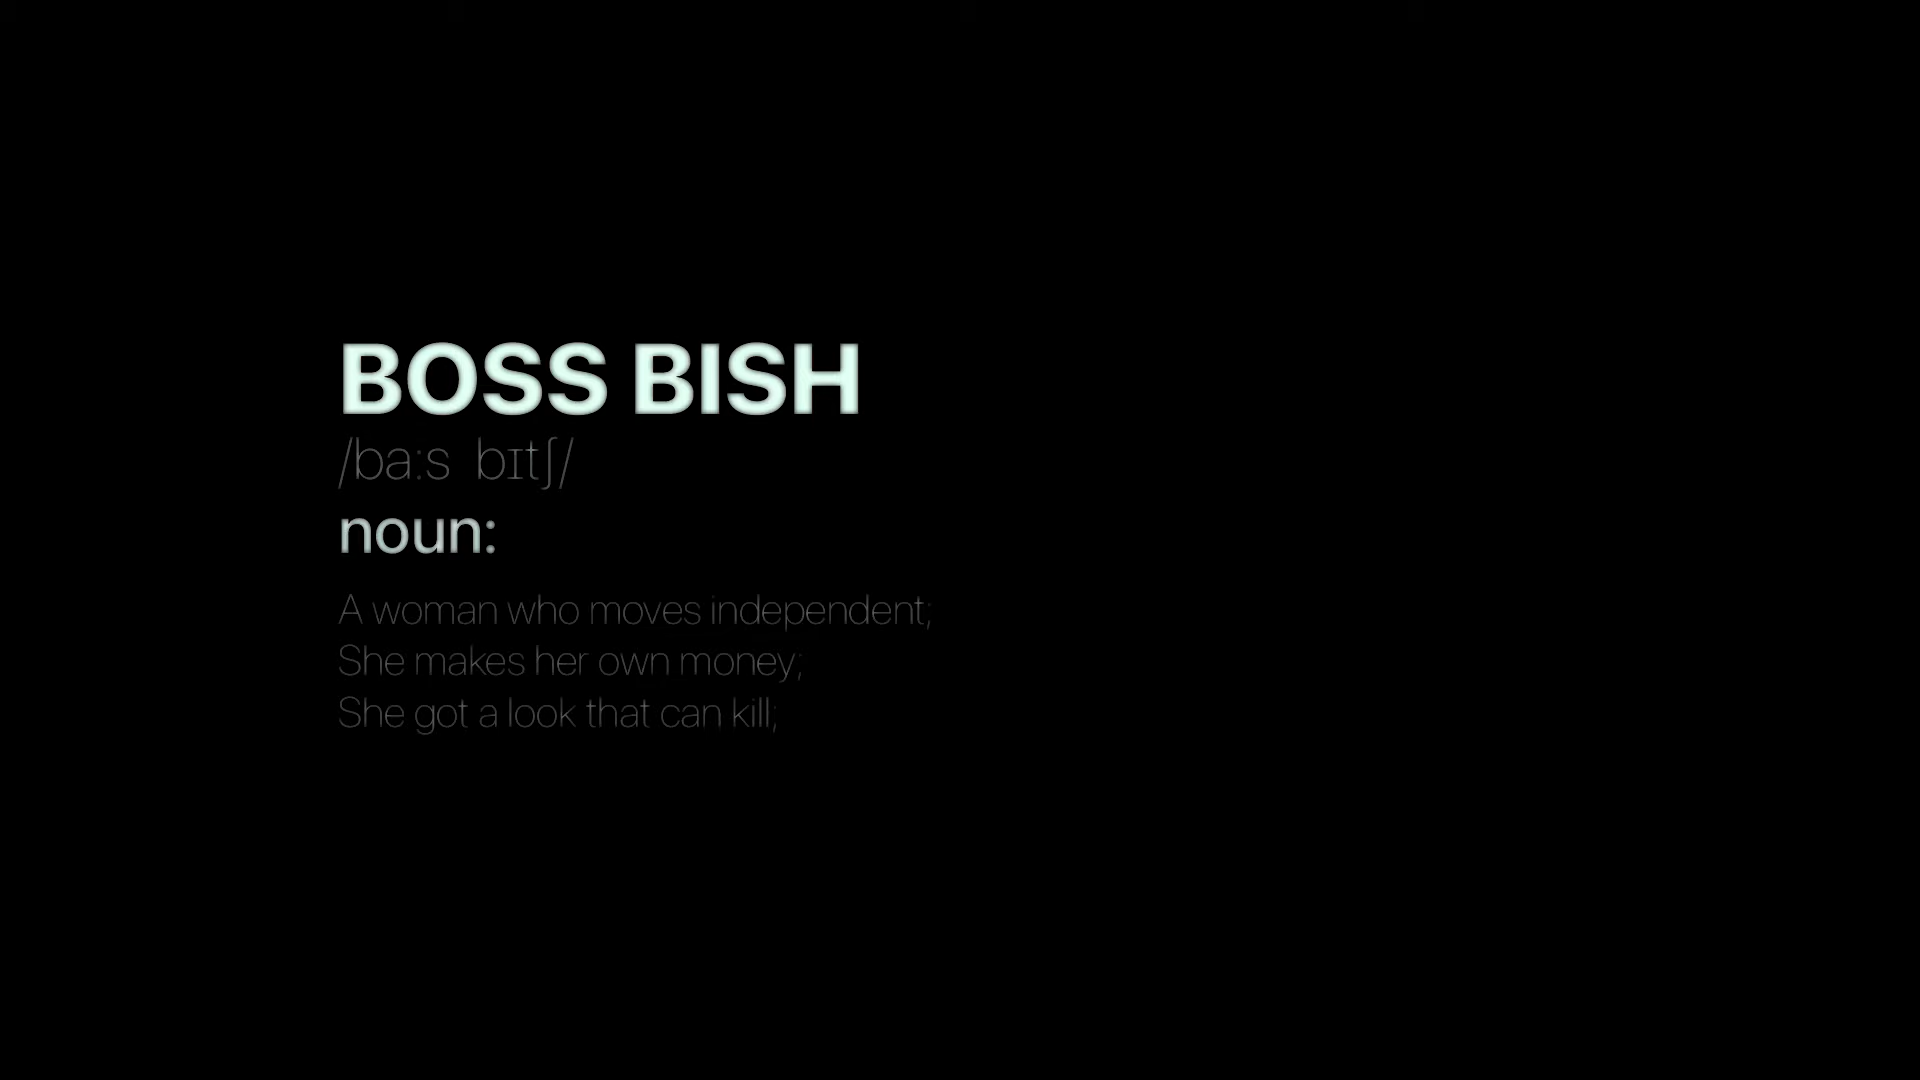 BOSS BISH
/ba:s bɪtʃ/
noun:
A woman who moves independent;
She makes her own money;
She got a look that can kill;